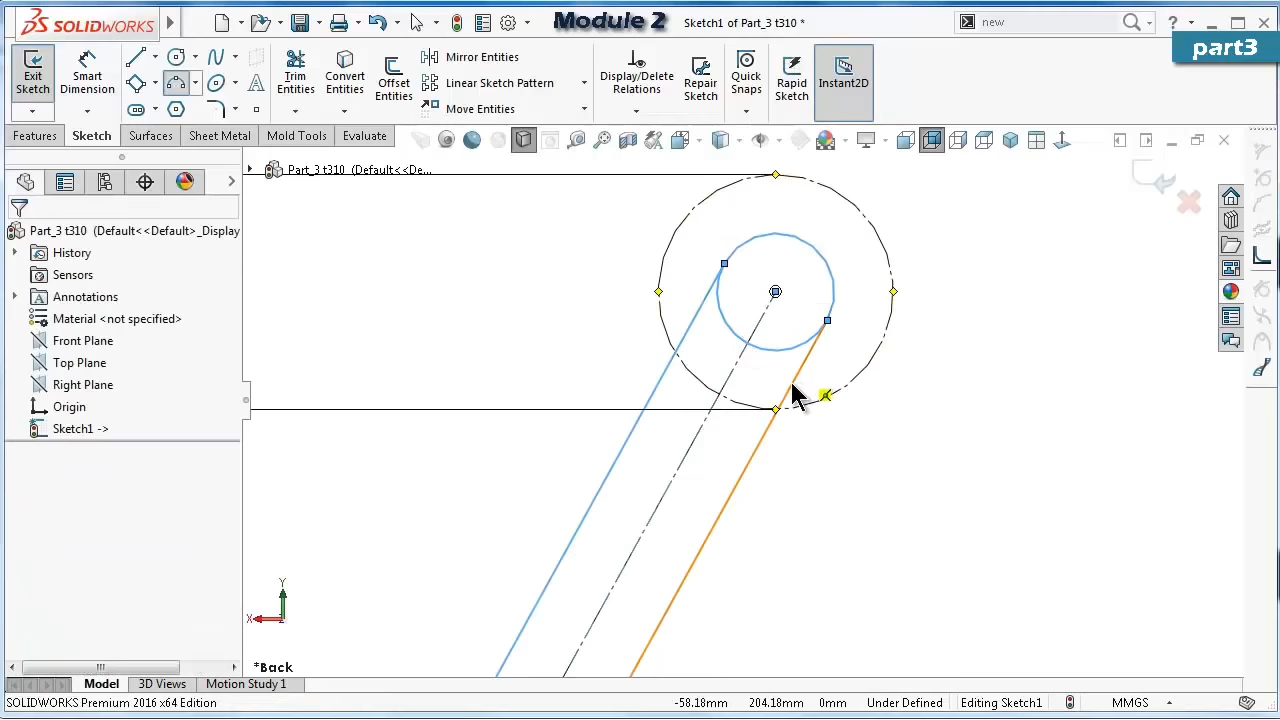 SOLIDWORKS
Module 2
Sketch1 of Part_3 t310 *
new
part3
Exit Sketch
Smart Dimension
Trim Entities
Convert Entities
Offset Entities
Mirror Entities
Linear Sketch Pattern
Move Entities
Display/Delete Relations
Repair Sketch
Quick Snaps
Rapid Sketch
Instant2D
Features
Sketch
Surfaces
Sheet Metal
Mold Tools
Evaluate
Part_3 t310 (Default<<De...
Part_3 t310 (Default<<Default>_Display
History
Sensors
Annotations
Material <not specified>
Front Plane
Top Plane
Right Plane
Origin
Sketch1 ->
Y
X
*Back
Model
3D Views
Motion Study 1
SOLIDWORKS Premium 2016 x64 Edition
-58.18mm
204.18mm
0mm
Under Defined
Editing Sketch1
MMGS